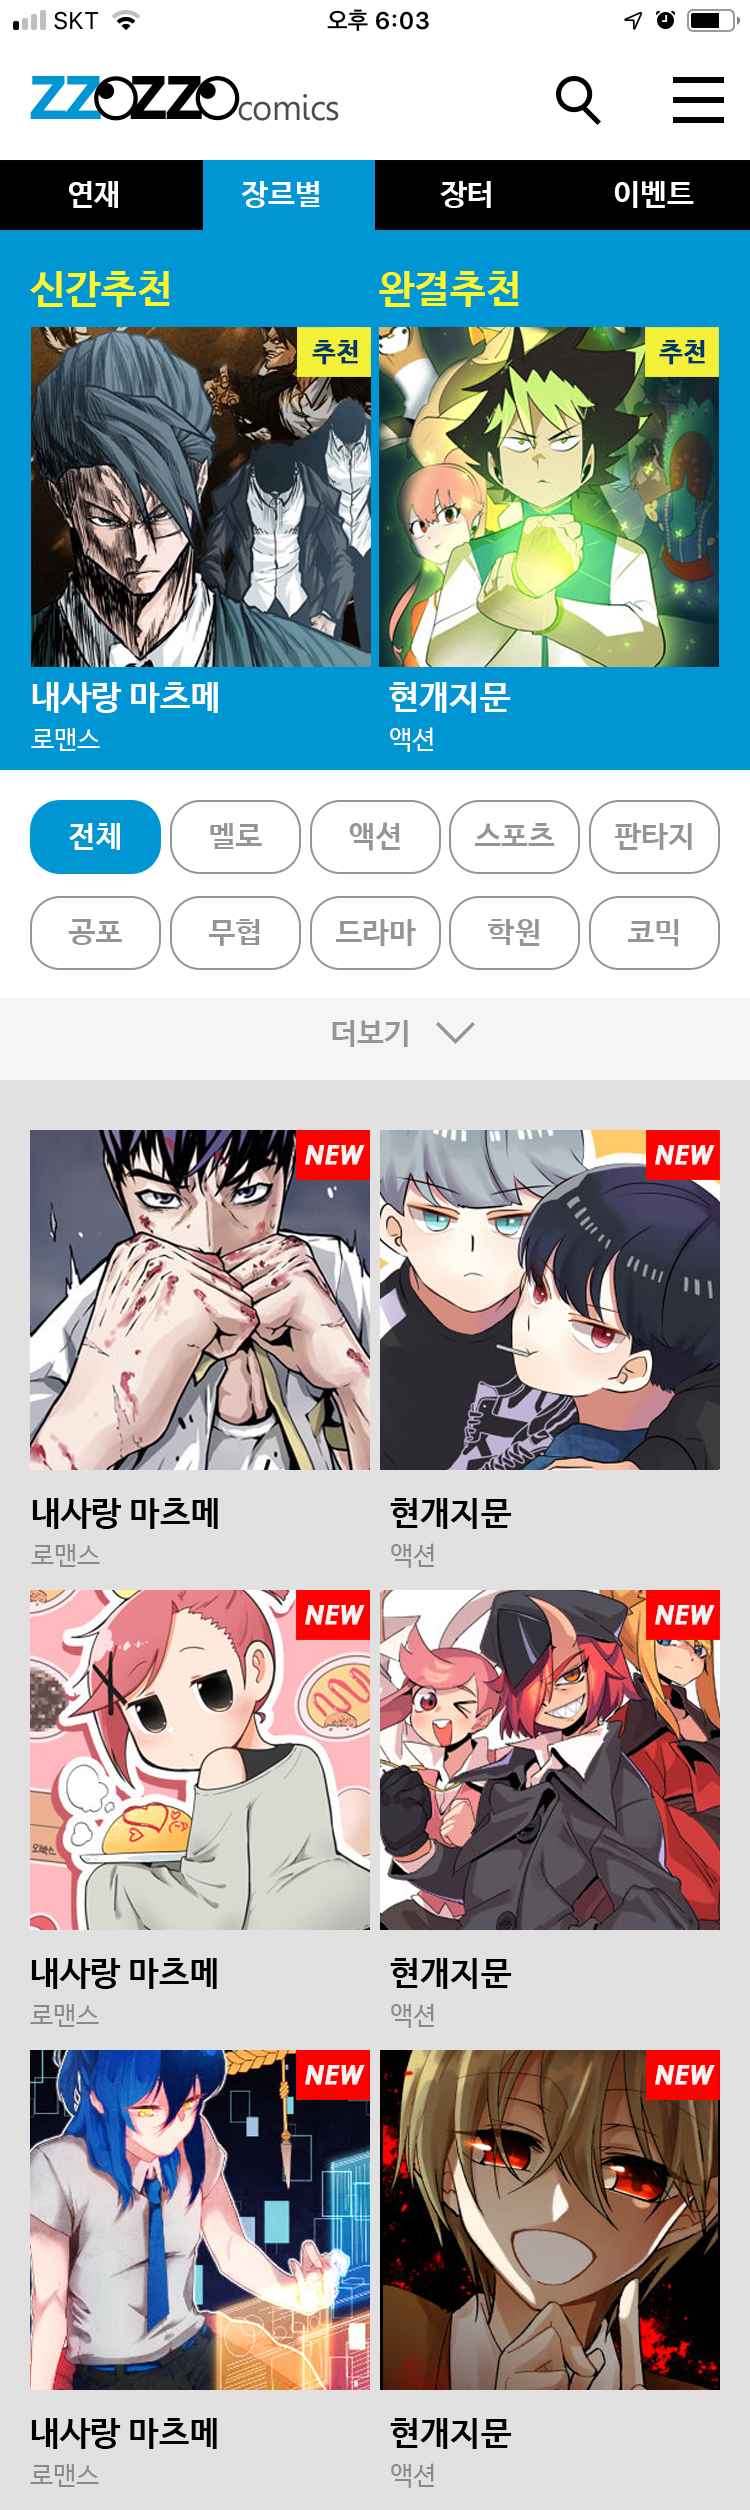 SKT 오후 6:03
ZZOZZOcomics
연재 장르별 장터 이벤트
신간추천 완결추천
추천 추천
내사랑 마츠메 현개지문
로맨스 액션
전체 멜로 액션 스포츠 판타지
공포 무협 드라마 학원 코믹
더보기
NEW NEW
내사랑 마츠메 현개지문
로맨스 액션
NEW NEW
내사랑 마츠메 현개지문
로맨스 액션
NEW NEW
내사랑 마츠메 현개지문
로맨스 액션